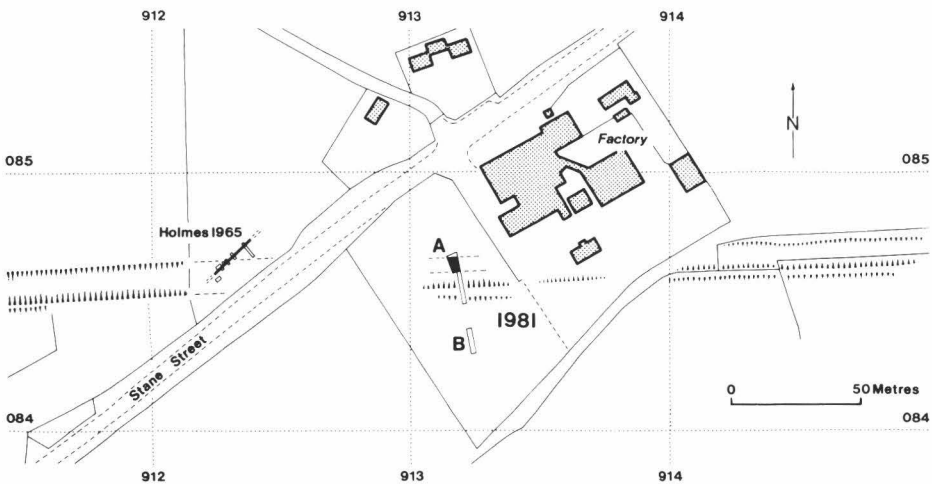 912 913 914
Factory
N
085 085
Holmes 1965
A
1981
B
Stane Street
0 50 Metres
084 084
912 913 914